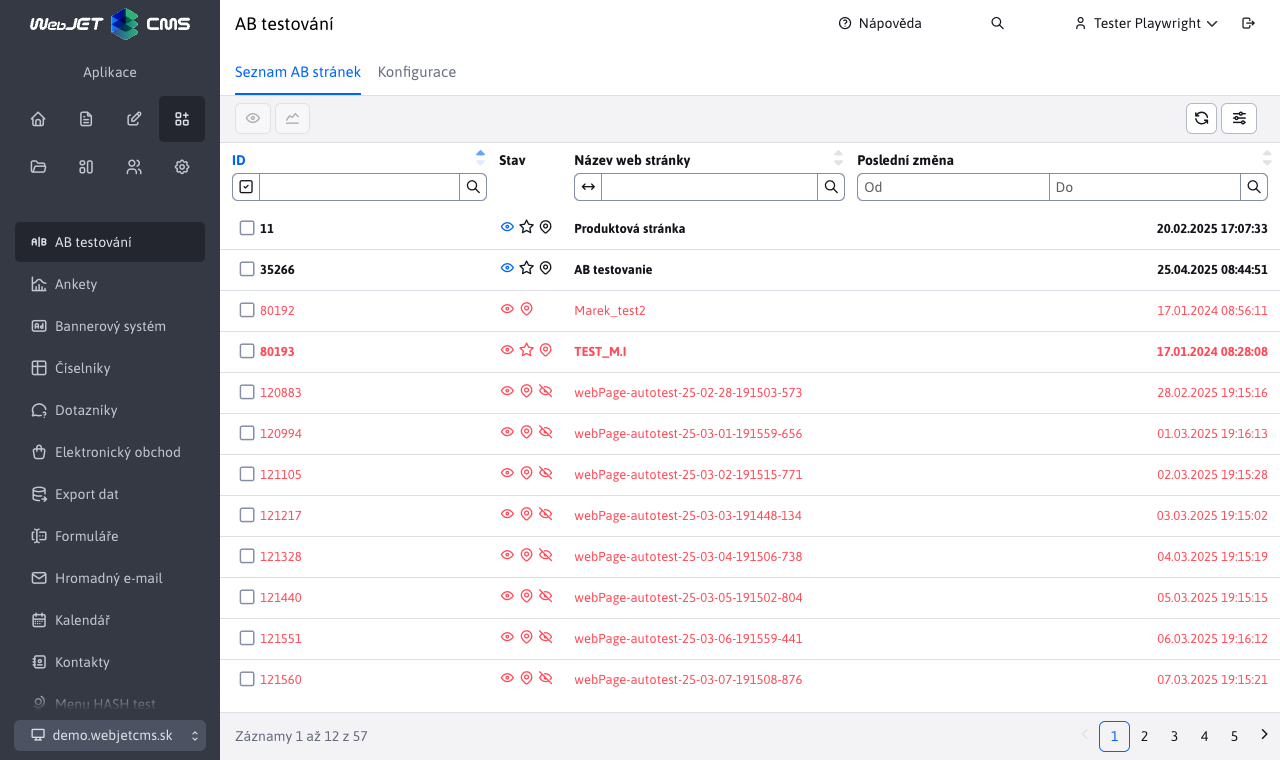 WebJET CMS
Aplikace
AB testování
Ankety
Bannerový systém
Číselníky
Dotazníky
Elektronický obchod
Export dat
Formuláře
Hromadný e-mail
Kalendář
Kontakty
Menu HASH test
demo.webjetcms.sk
AB testování
Nápověda
Tester Playwright
Seznam AB stránek
Konfigurace
ID
Stav
Název web stránky
Poslední změna
Od
Do
11 Produktová stránka 20.02.2025 17:07:33
35266 AB testovanie 25.04.2025 08:44:51
80192 Marek_test2 17.01.2024 08:56:11
80193 TEST_M.I 17.01.2024 08:28:08
120883 webPage-autotest-25-02-28-191503-573 28.02.2025 19:15:16
120994 webPage-autotest-25-03-01-191559-656 01.03.2025 19:16:13
121105 webPage-autotest-25-03-02-191515-771 02.03.2025 19:15:28
121217 webPage-autotest-25-03-03-191448-134 03.03.2025 19:15:02
121328 webPage-autotest-25-03-04-191506-738 04.03.2025 19:15:19
121440 webPage-autotest-25-03-05-191502-804 05.03.2025 19:15:15
121551 webPage-autotest-25-03-06-191559-441 06.03.2025 19:16:12
121560 webPage-autotest-25-03-07-191508-876 07.03.2025 19:15:21
Záznamy 1 až 12 z 57
1 2 3 4 5